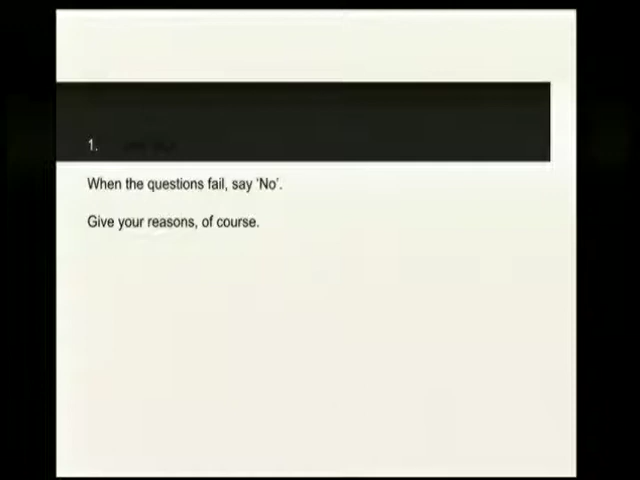 1.
When the questions fail, say 'No'.
Give your reasons, of course.